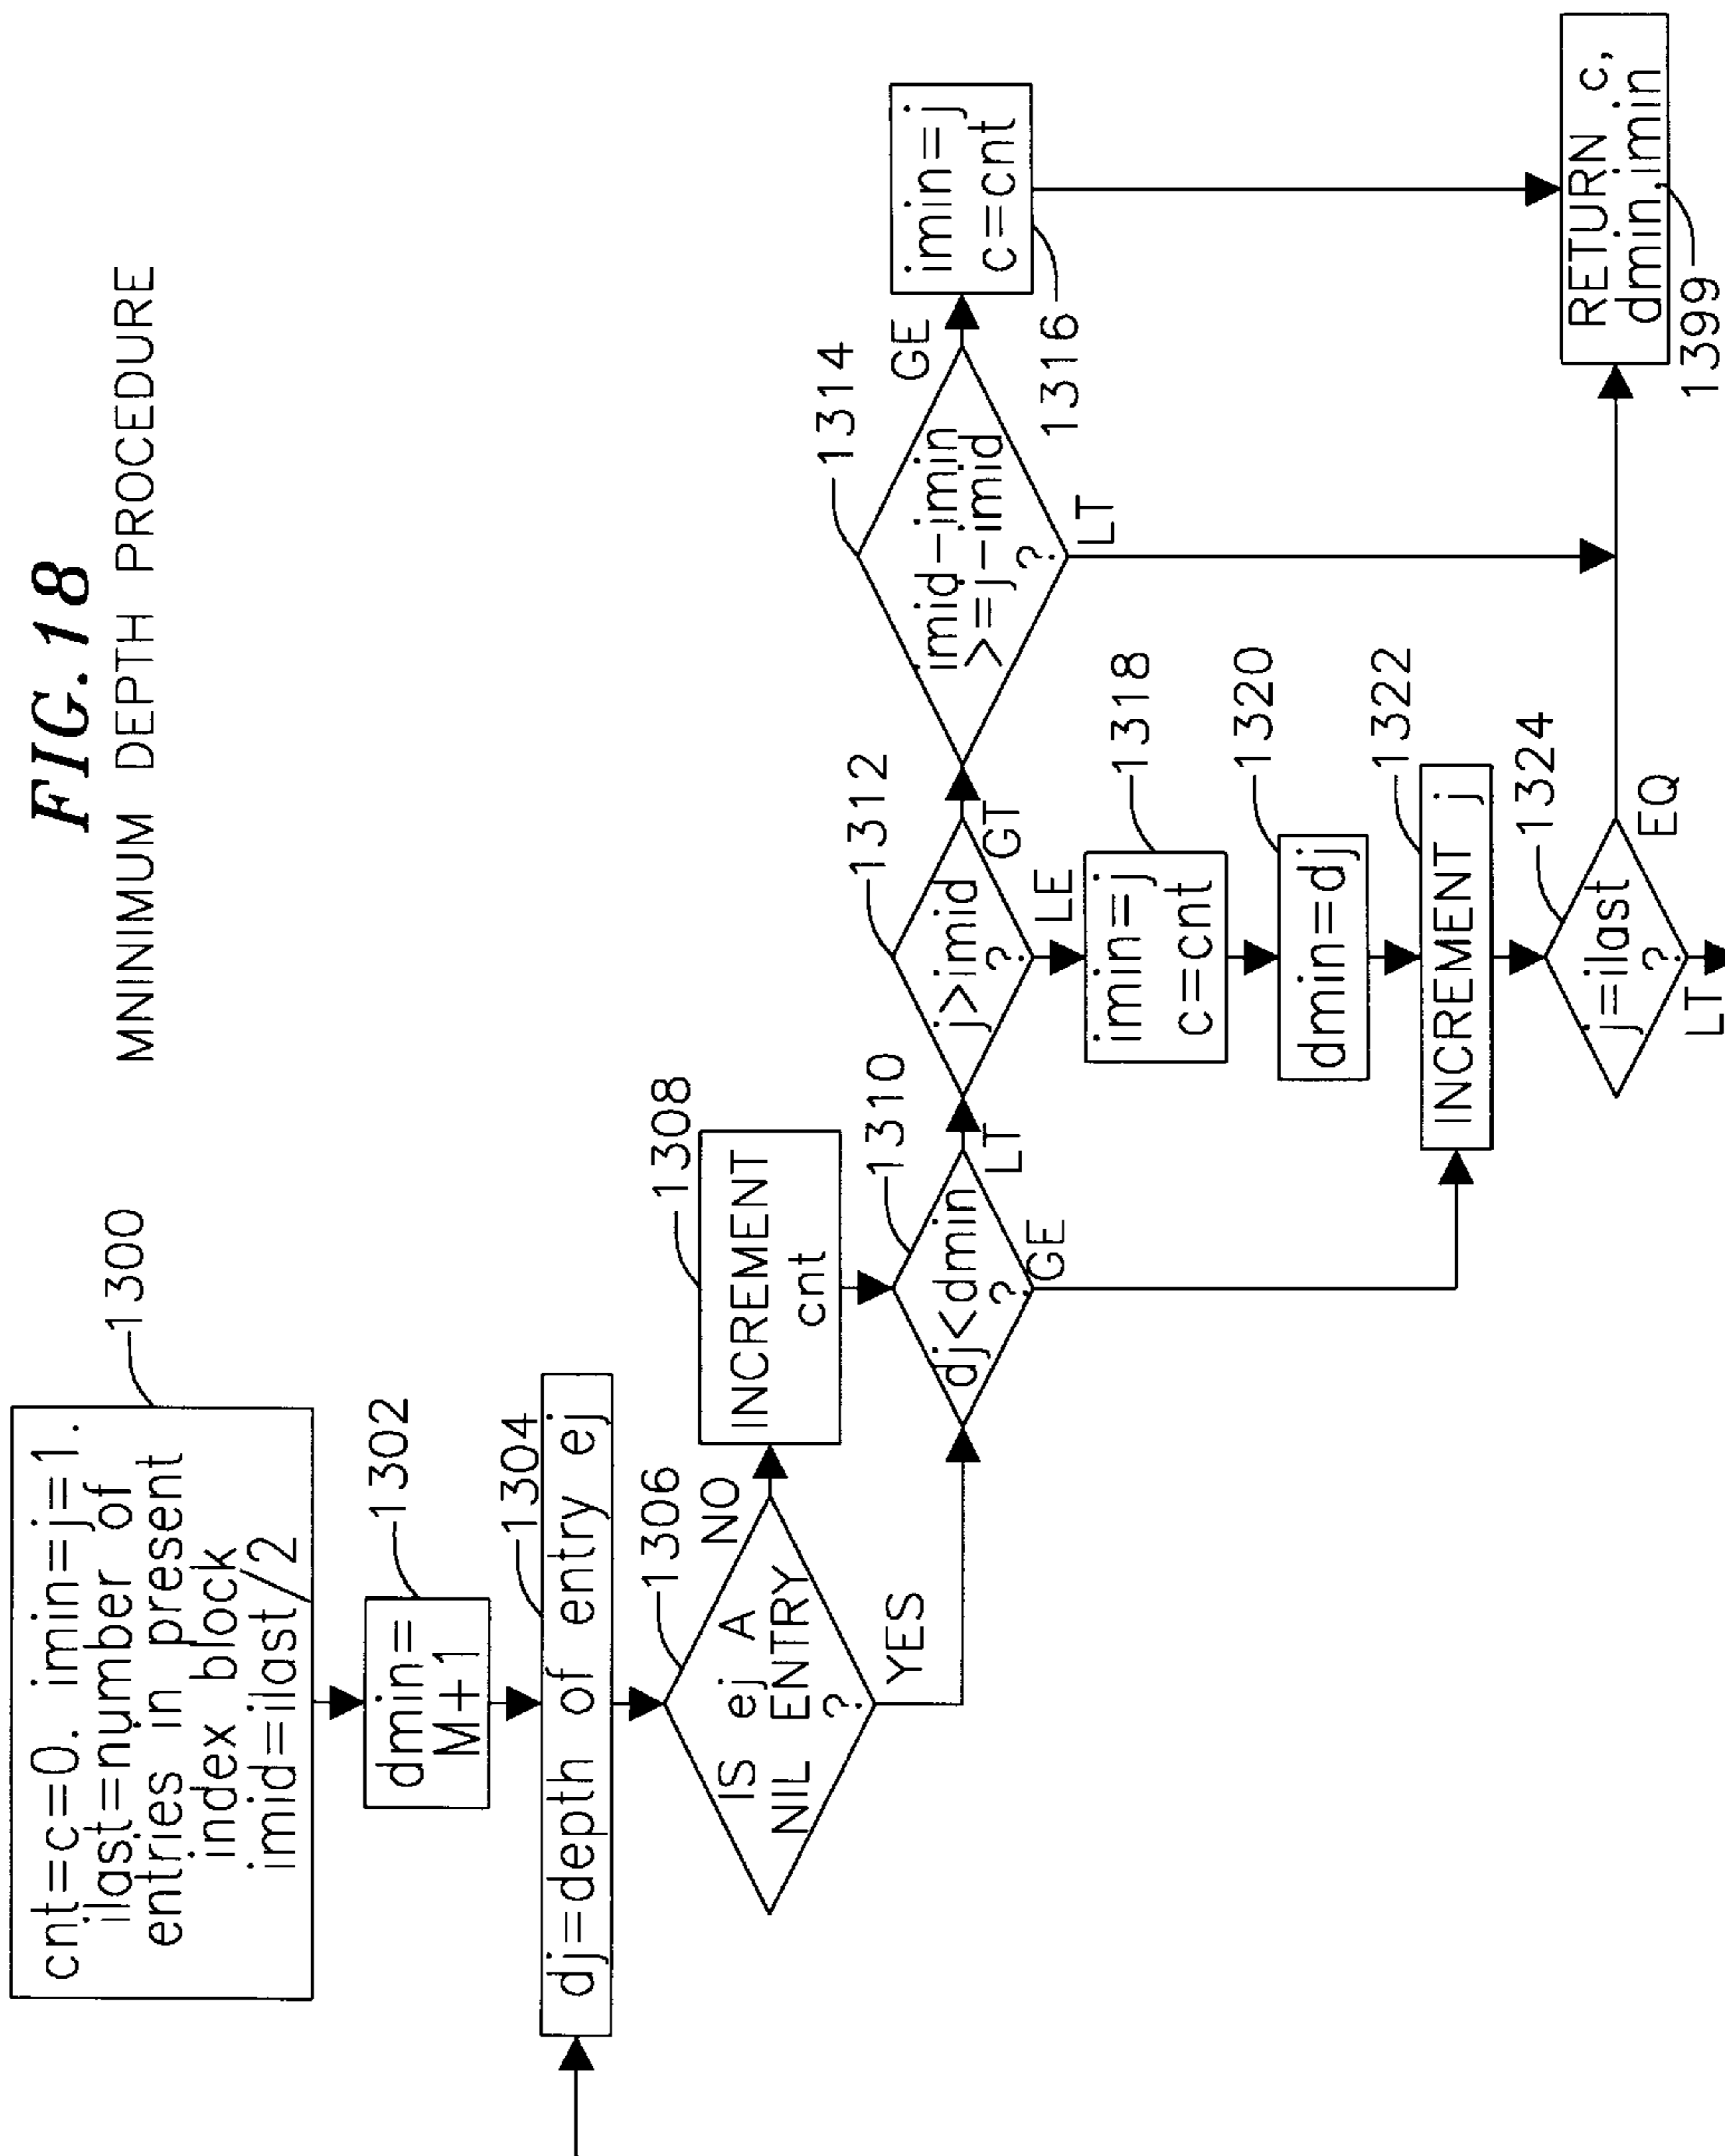 FIG.18
MNINIMUM DEPTH PROCEDURE
1300
cnt=c=0. imin=j=1.
ilast=number of
entries in present
index block
imid=ilast/2
1302
dmin=
M+1
1304
dj=depth of entry ej
1306
IS ej A
NIL ENTRY
?
NO
YES
1308
INCREMENT
cnt
1310
dj<dmin
?
LT
GE
1312
j>imid
?
GT
LE
1314
imid-imin
>=j-imid
?
GE
LT
imin=j
c=cnt
1316
imin=j
c=cnt
1318
dmin=dj
1320
INCREMENT j
1322
1324
j=ilast
?
EQ
LT
RETURN c,
dmin,imin
1399